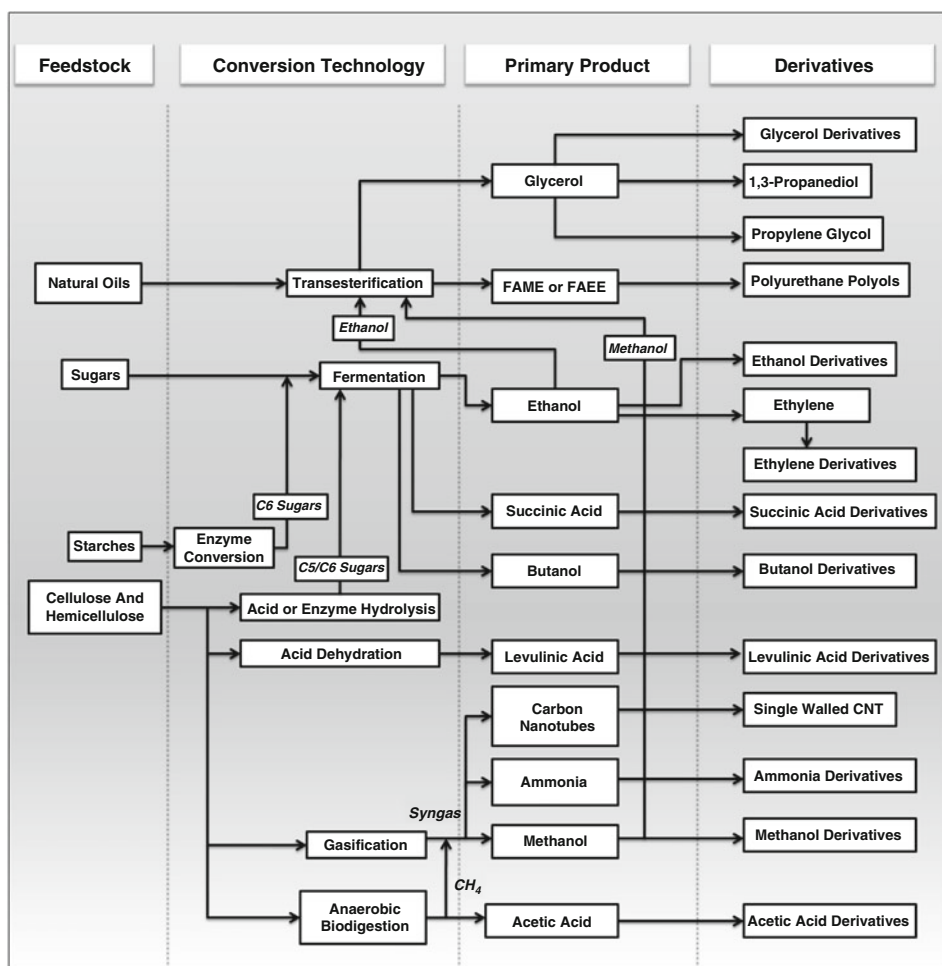 Feedstock
Conversion Technology
Primary Product
Derivatives
Glycerol Derivatives
Glycerol
1,3-Propanediol
Propylene Glycol
Natural Oils
Transesterification
FAME or FAEE
Polyurethane Polyols
Ethanol
Methanol
Sugars
Fermentation
Ethanol
Ethanol Derivatives
Ethylene
Ethylene Derivatives
C6 Sugars
Succinic Acid
Succinic Acid Derivatives
Starches
Enzyme
Conversion
C5/C6 Sugars
Butanol
Butanol Derivatives
Cellulose And
Hemicellulose
Acid or Enzyme Hydrolysis
Acid Dehydration
Levulinic Acid
Levulinic Acid Derivatives
Carbon
Nanotubes
Single Walled CNT
Ammonia
Ammonia Derivatives
Syngas
Gasification
Methanol
Methanol Derivatives
CH4
Anaerobic
Biodigestion
Acetic Acid
Acetic Acid Derivatives